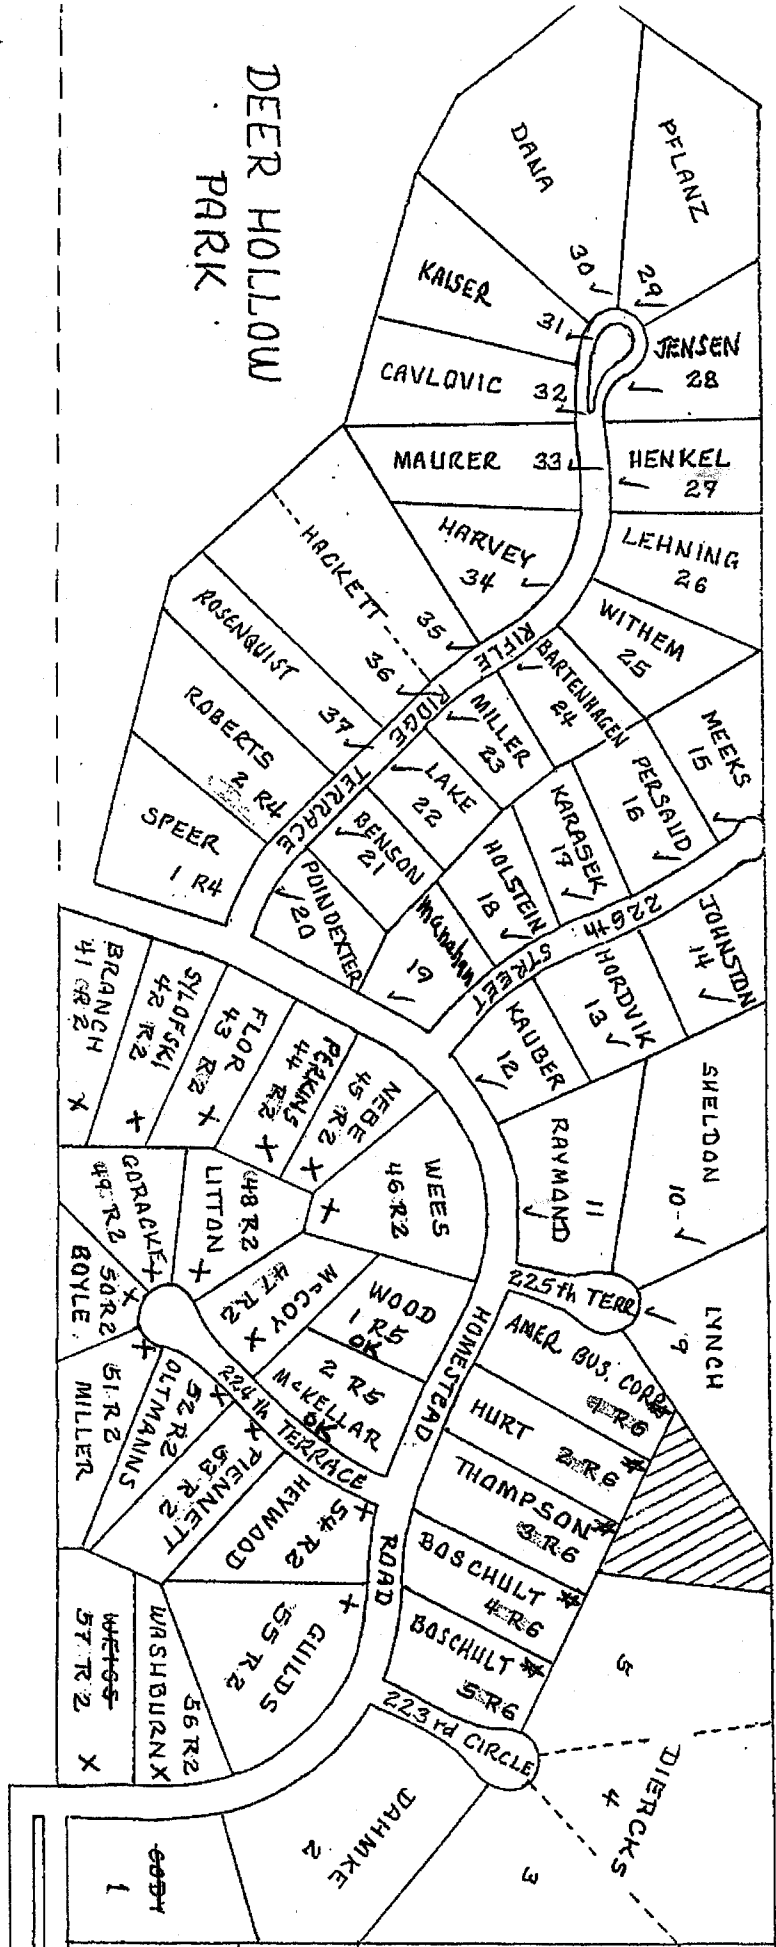 DEER HOLLOW
PARK
PFLANZ
29
DANA
30
KAISER
31
JENSEN
28
CAVLOVIC
32
MAURER 33
HENKEL
27
HARVEY
34
LEHNING
26
WITHEM
25
HACKETT
35
36
ROSENQUIST
37
ROBERTS
2 R4
SPEER
1 R4
RIFLE RIDGE TERRACE
BARTENHAGEN
24
MILLER
23
LAKE
22
BENSON
21
POINDEXTER
20
MEEKS
15
PERSAUD
16
KARASEK
17
HOLSTEIN
18
Manahan
19
226th STREET
JOHNSTON
14
HORDVIK
13
KAUBER
12
RAYMOND
11
SHELDON
10
LYNCH
9
225th TERR
BRANCH
41 R2 X
SYLOFSKI
42 R2 X
FLOR
43 R2 X
PERKINS
44 R2 X
NEBE
45 R2 X
WEES
46 R2
X
LITTON
48 R2
X
GORACKE
49 R2
X
50 R2 X
BOYLE
51 R2
MILLER
X
McCOY
47 R2 X
OLTMANNS
52 R2
X
PIENNETT
53 R2
X
HEYWOOD
54 R2
X
224th TERRACE
WOOD
1 R5
OK
2 R5
McKELLAR
OK
HOMESTEAD ROAD
AMER. BUS. CORP*
1 R6
HURT *
2 R6
THOMPSON *
3 R6
BOSCHULT *
4 R6
BOSCHULT *
5 R6
223rd CIRCLE
GUILDS
55 R2
X
56 R2
WASHBURN X
WEIGS
57 R2 X
5
DIERCKS
4
3
DAHMKE
2
CODY
1